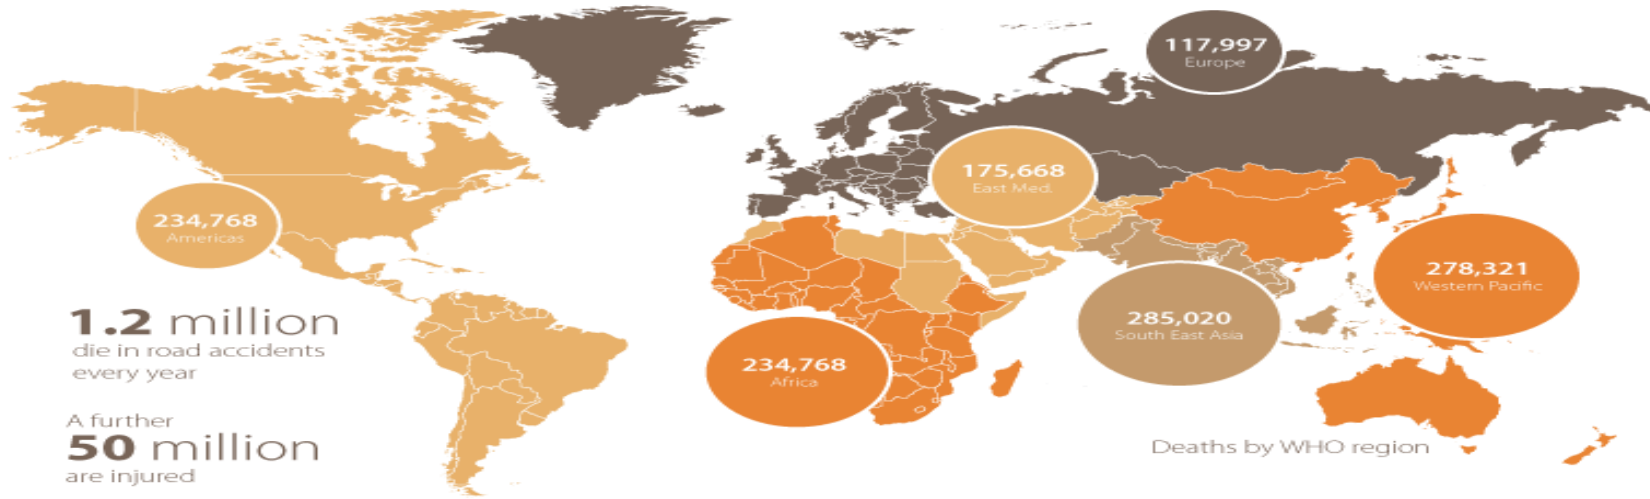 117,997
Europe
175,668
East Med.
234,768
Americas
278,321
Western Pacific
285,020
South East Asia
1.2 million
die in road accidents
every year
234,768
Africa
A further
50 million
are injured
Deaths by WHO region